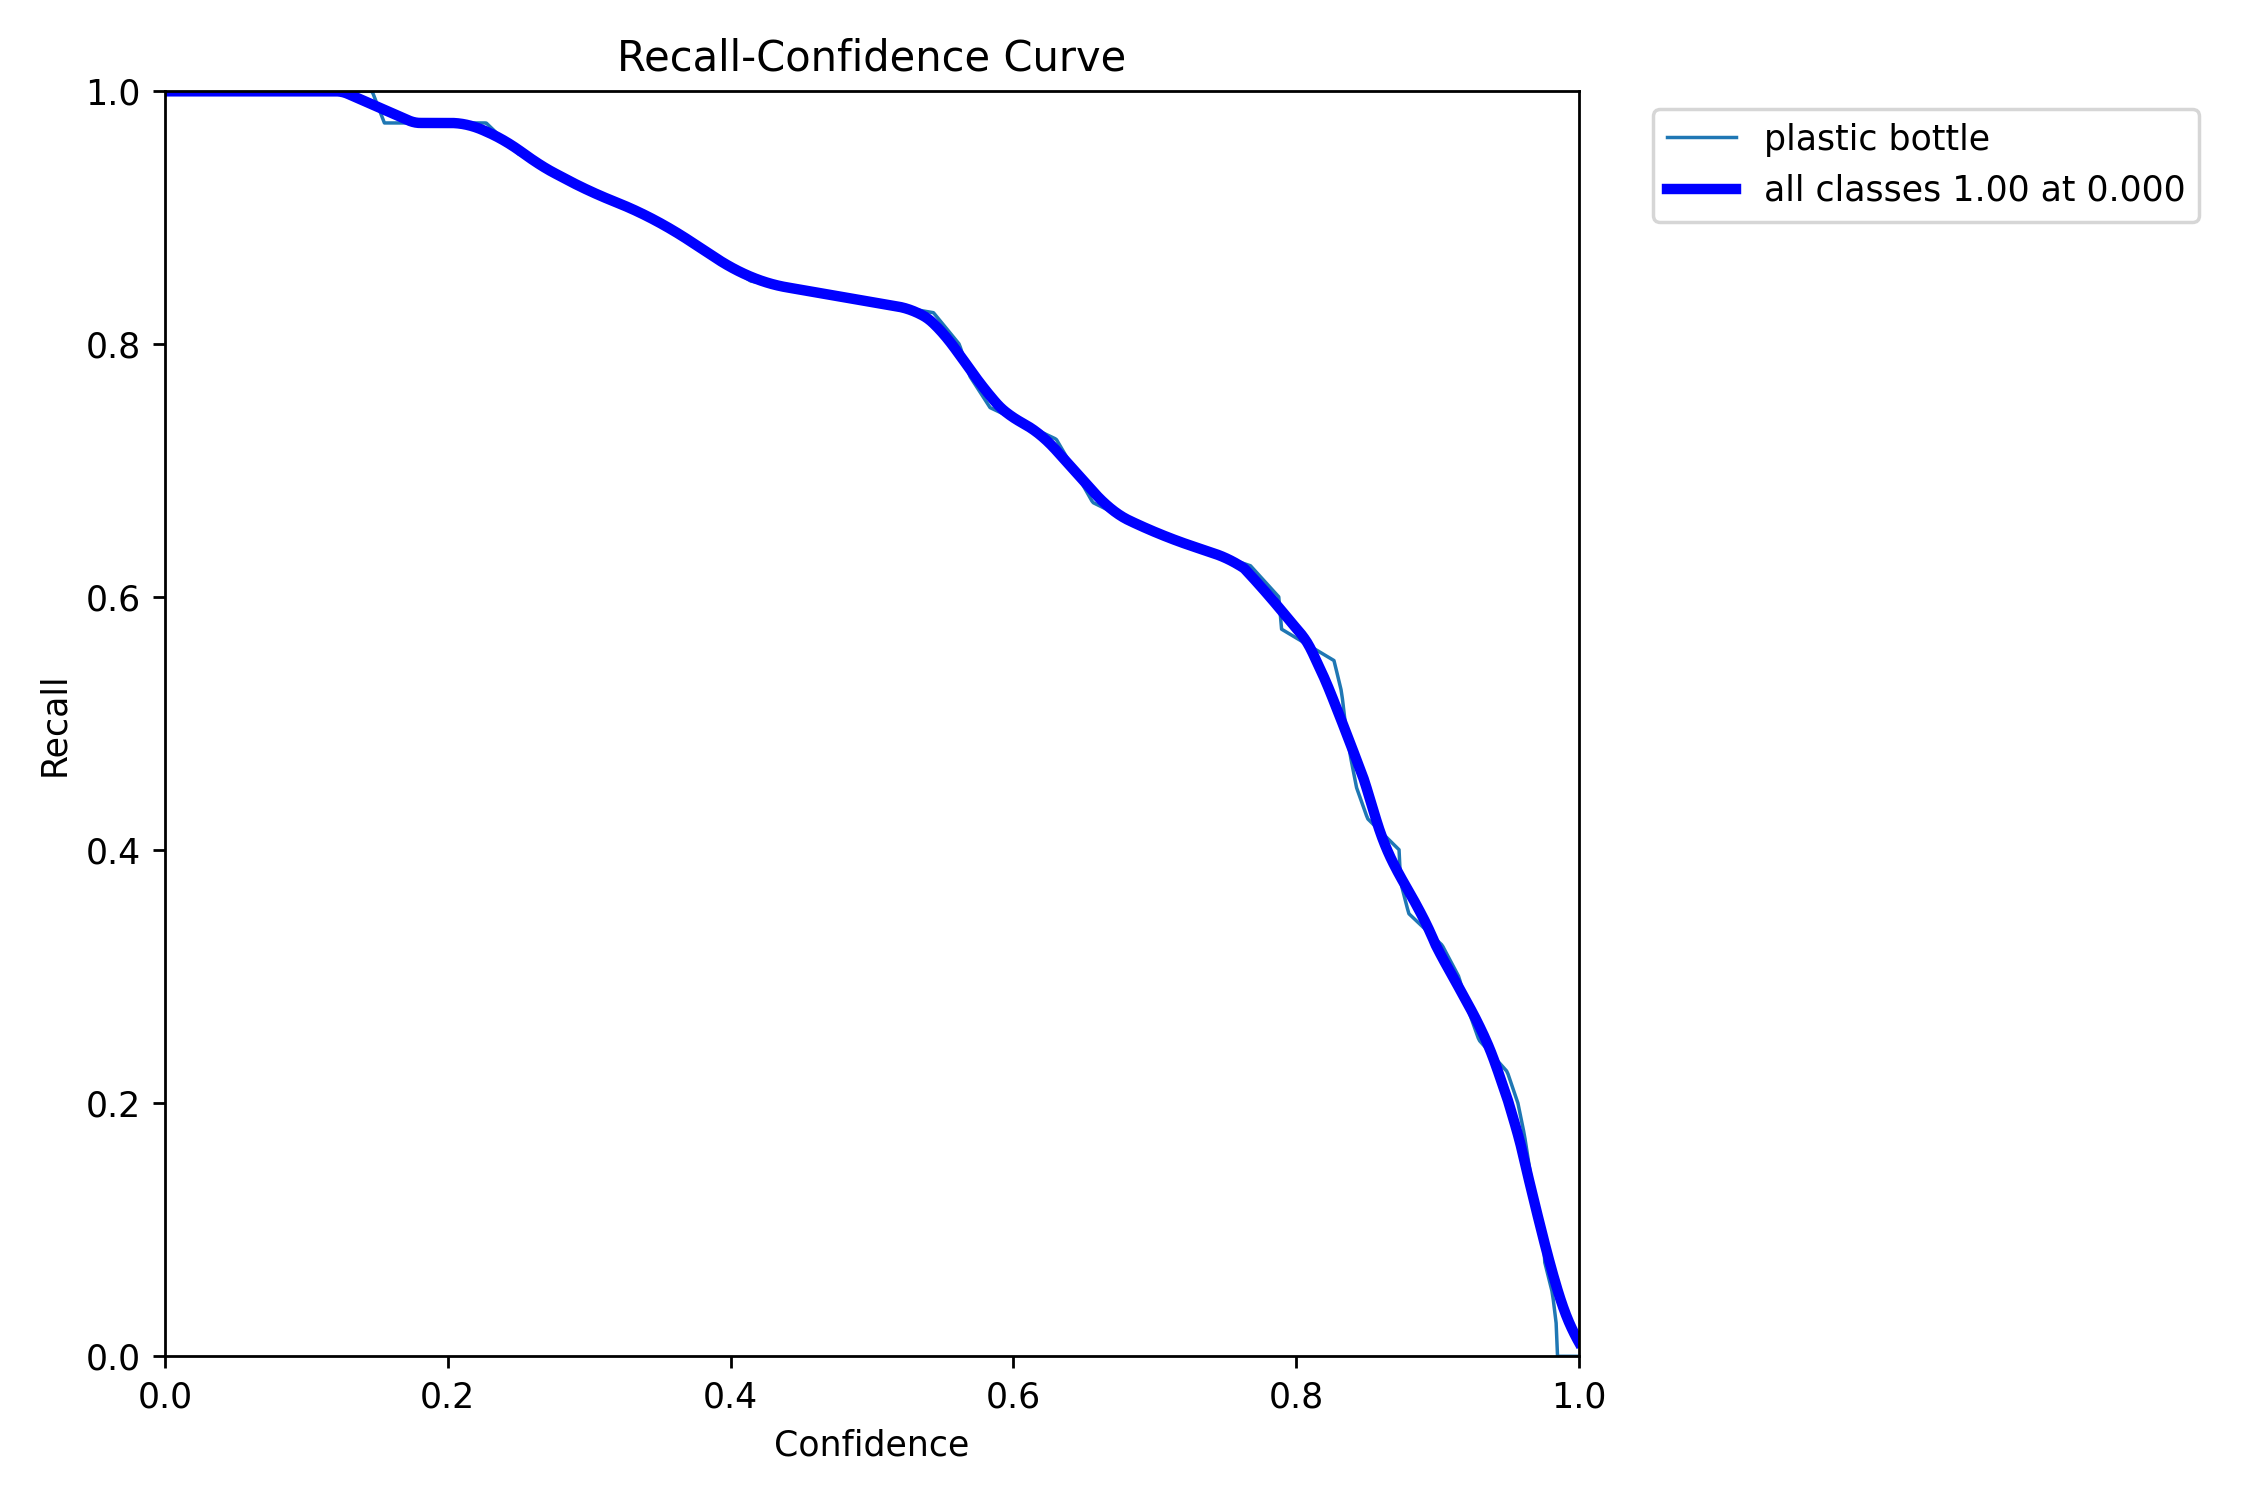 Recall-Confidence Curve
1.0
0.8
0.6
0.4
0.2
0.0
Recall
0.0 0.2 0.4 0.6 0.8 1.0
Confidence
plastic bottle
all classes 1.00 at 0.000